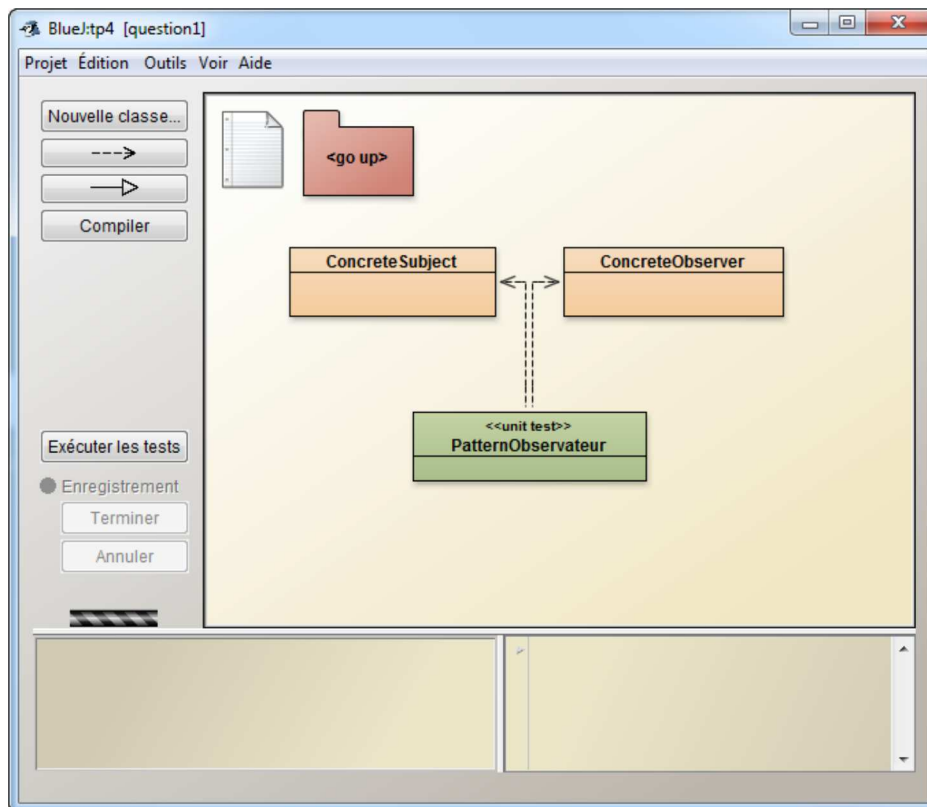 BlueJ:tp4 [question1]
Projet Édition Outils Voir Aide
Nouvelle classe...
Compiler
<go up>
ConcreteSubject
ConcreteObserver
<<unit test>>
PatternObservateur
Exécuter les tests
Enregistrement
Terminer
Annuler